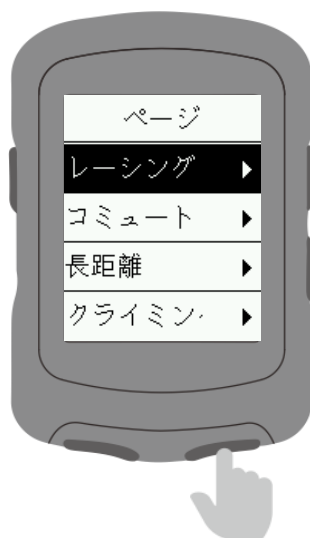 ページ
レーシング
コミュート
長距離
クライミン